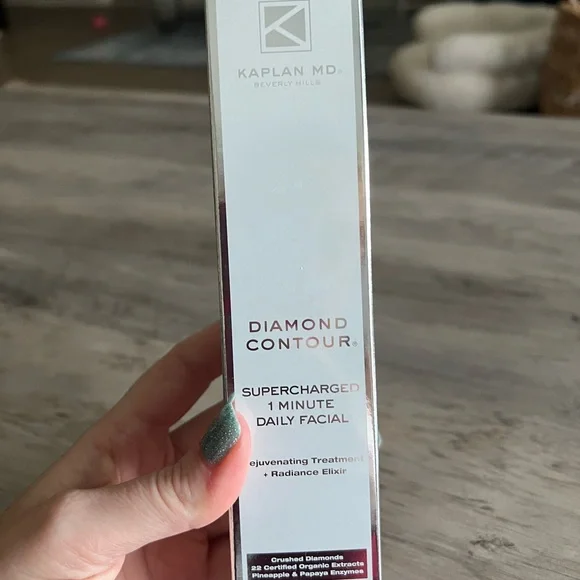 K
KAPLAN MD®
BEVERLY HILLS
DIAMOND
CONTOUR®
SUPERCHARGED
1 MINUTE
DAILY FACIAL
ejuvenating Treatment
+ Radiance Elixir
Crushed Diamonds
22 Certified Organic Extracts
Pineapple & Papaya Enzymes